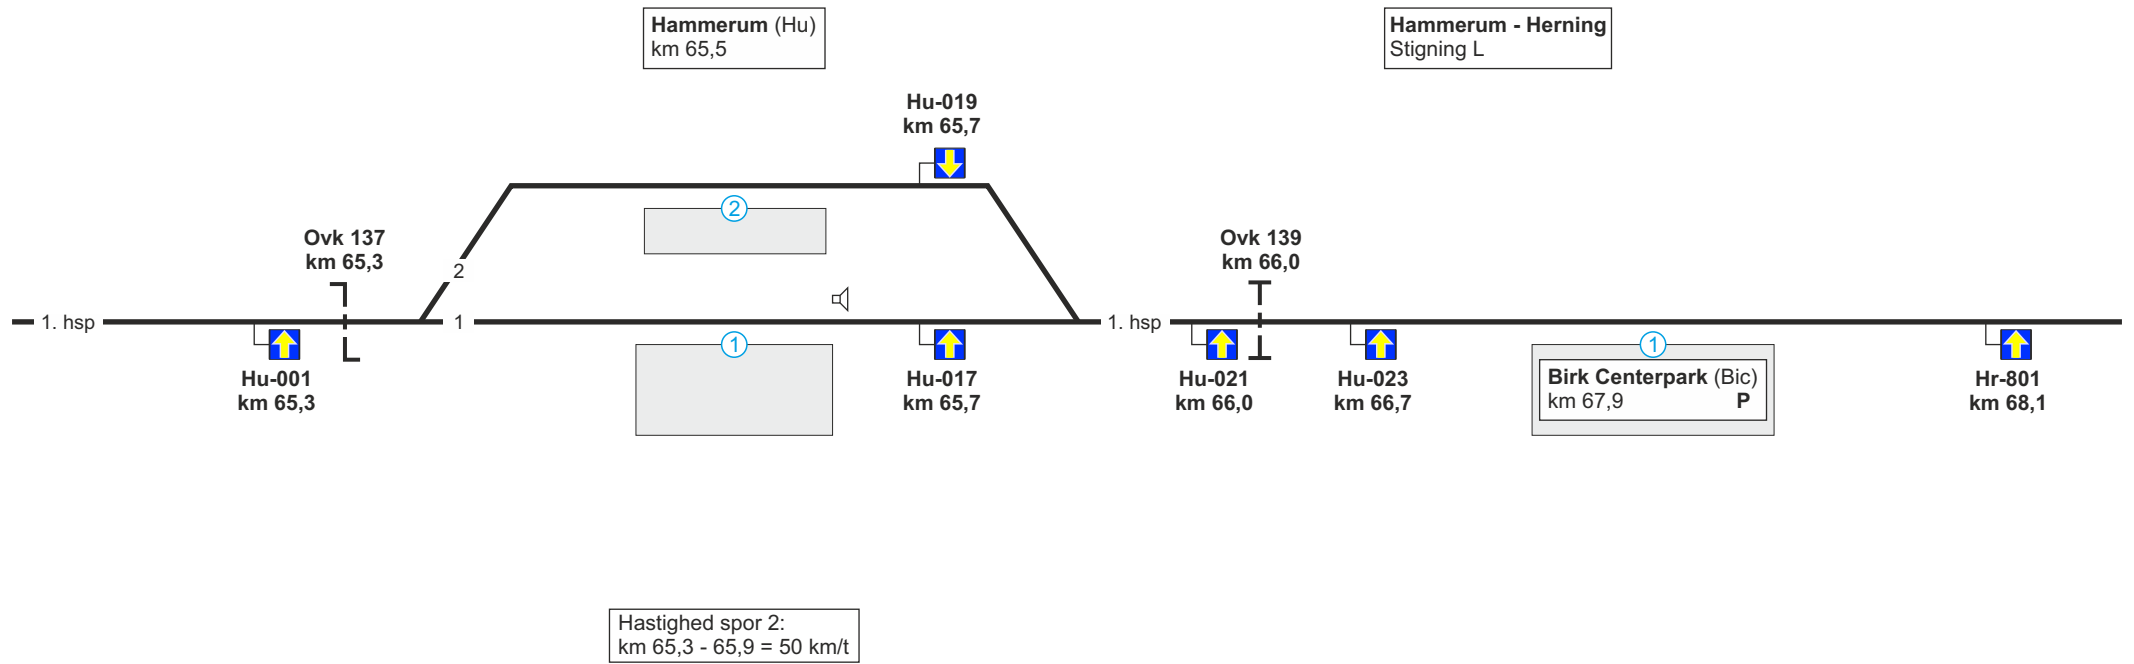 Hammerum (Hu)
km 65,5
Hammerum - Herning
Stigning L
Hu-019
km 65,7
2
Ovk 137
km 65,3
Ovk 139
km 66,0
2
1. hsp
1
1. hsp
1
1
Hu-001
km 65,3
Hu-017
km 65,7
Hu-021
km 66,0
Hu-023
km 66,7
Birk Centerpark (Bic)
km 67,9 P
Hr-801
km 68,1
Hastighed spor 2:
km 65,3 - 65,9 = 50 km/t